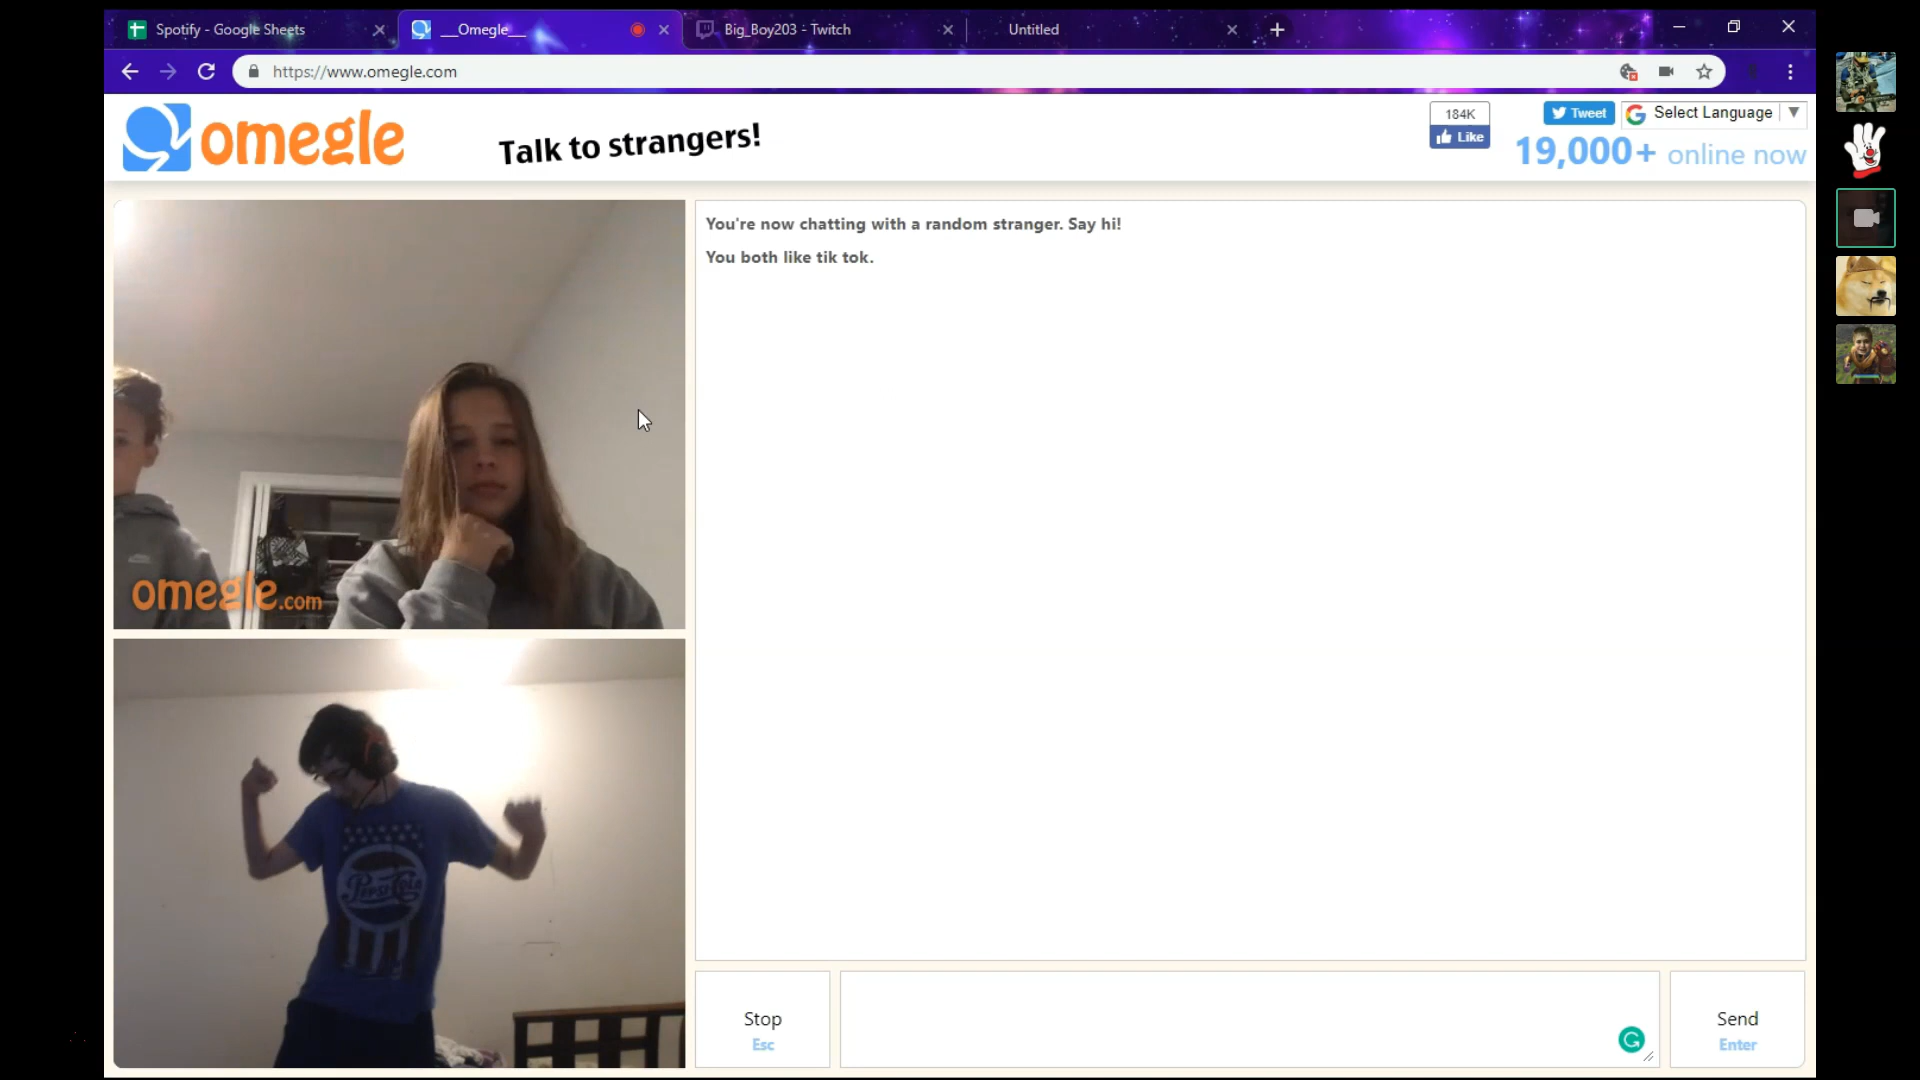 Spotify - Google Sheets
__Omegle__
Big_Boy203 - Twitch
Untitled
https://www.omegle.com
omegle
Talk to strangers!
184K
Like
Tweet
Select Language
19,000+ online now
You're now chatting with a random stranger. Say hi!
You both like tik tok.
omegle.com
Pepsi-Cola
Stop
Esc
Send
Enter